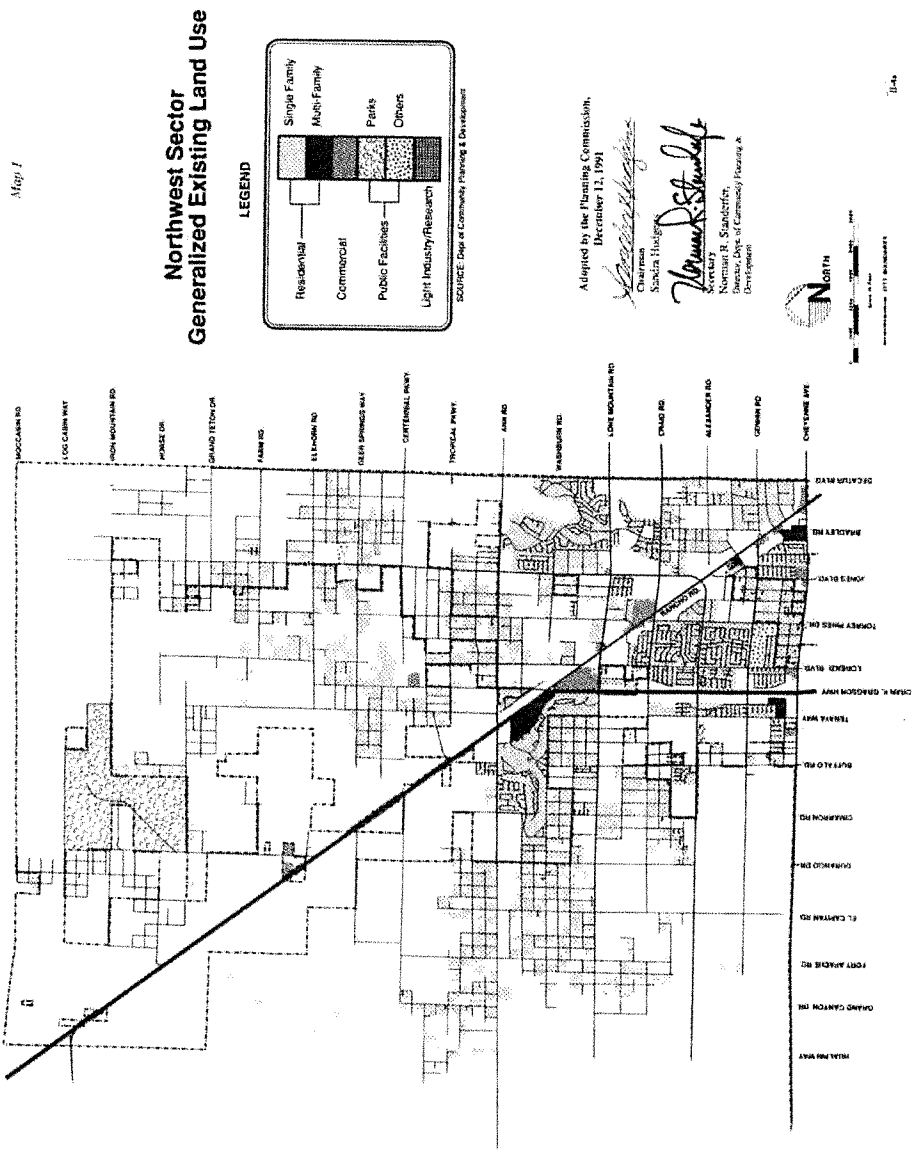 Map 1
Northwest Sector
Generalized Existing Land Use
LEGEND
Residential
Single Family
Multi-Family
Commercial
Public Facilities
Parks
Others
Light Industry/Research
SOURCE: Dept of Community Planning & Development
Adopted by the Planning Commission,
December 12, 1991
Chairman
Sandra Hudgens
Secretary
Norman R. Standerfer,
Director, Dept. of Community Planning &
Development
NORTH
MOCCASIN RD.
LOG CABIN WAY
IRON MOUNTAIN RD.
HORSE DR.
GRAND TETON DR.
FARM RD.
ELKHORN RD.
DEER SPRINGS WAY
CENTENNIAL PKWY.
TROPICAL PKWY.
ANN RD.
WASHBURN RD.
LONE MOUNTAIN RD.
CRAIG RD.
ALEXANDER RD.
GOWAN RD.
CHEYENNE AVE.
DECATUR BLVD.
BRADLEY RD.
JONES BLVD.
TORREY PINES DR.
LORENZI BLVD.
ORAN K. GRAGSON HWY
TENAYA WAY
BUFFALO RD.
CIMARRON RD.
DURANGO DR.
EL CAPITAN RD.
FORT APACHE RD.
GRAND CANYON DR.
HUALAPAI WAY
RANCHO RD.